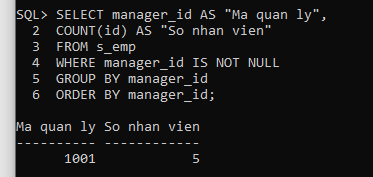 SQL> SELECT manager_id AS "Ma quan ly",
2 COUNT(id) AS "So nhan vien"
3 FROM s_emp
4 WHERE manager_id IS NOT NULL
5 GROUP BY manager_id
6 ORDER BY manager_id;
Ma quan ly So nhan vien
---------- ------------
1001 5